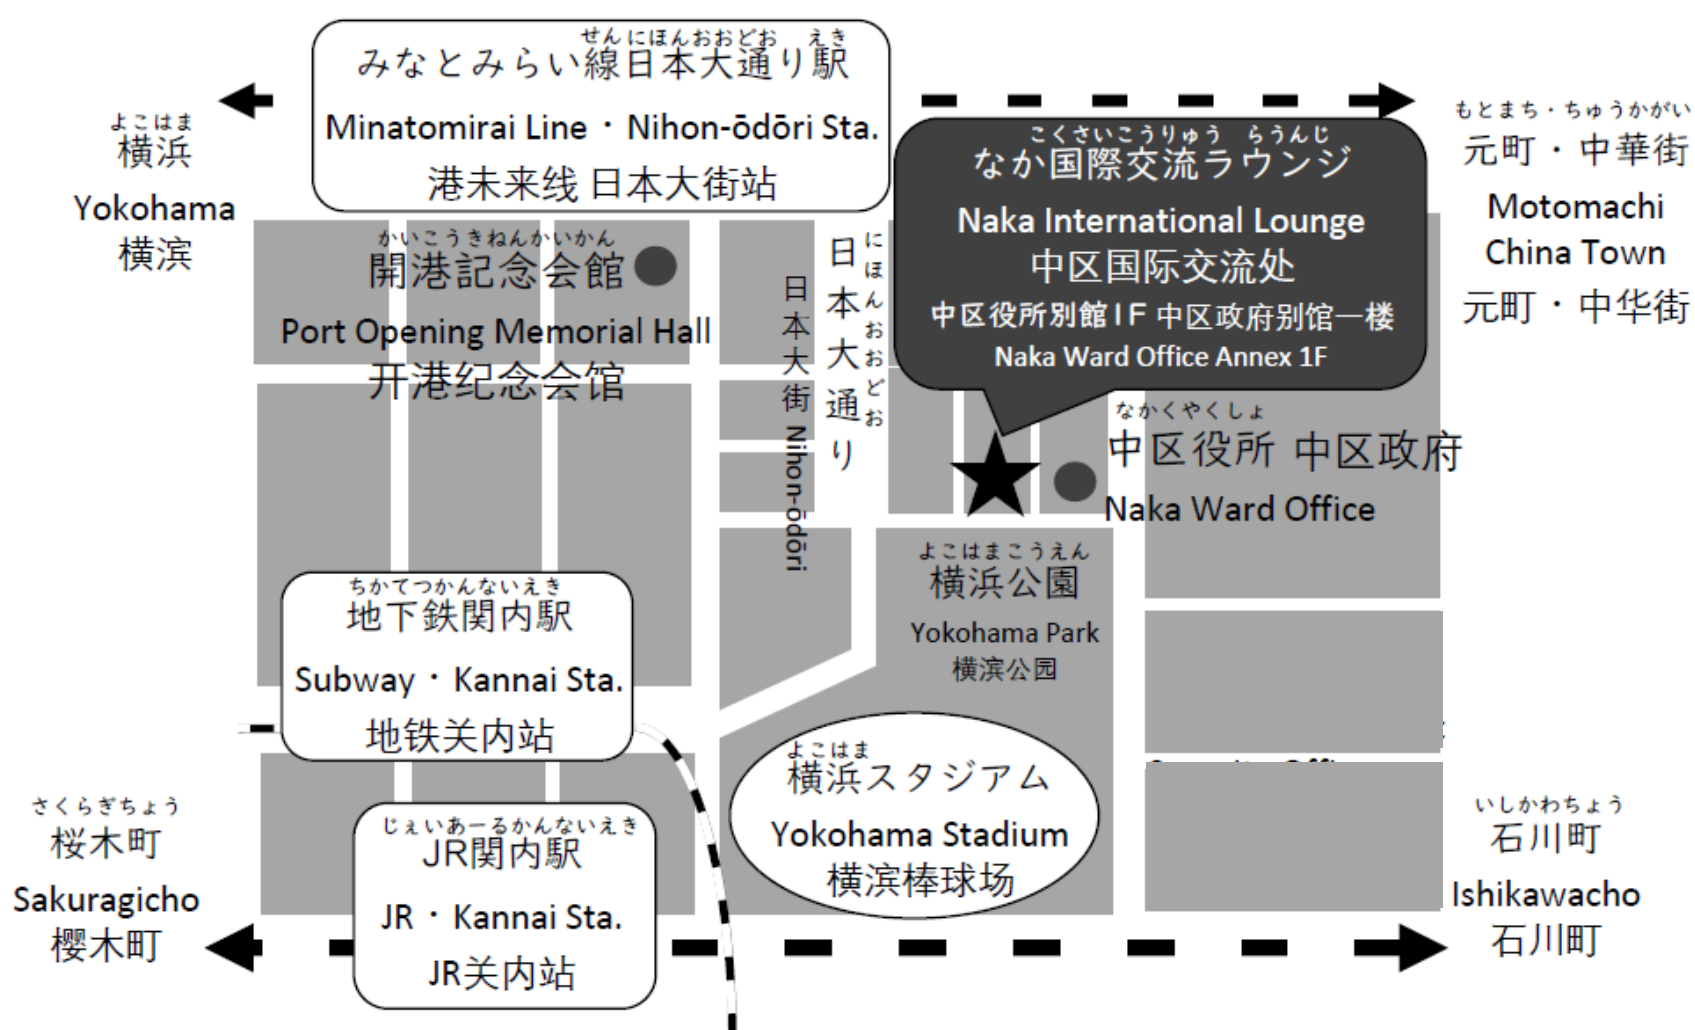 せんにほんおおどお えき
みなとみらい線日本大通り駅
Minatomirai Line・Nihon-ōdōri Sta.
港未来线 日本大街站
よこはま
横浜
Yokohama
横滨
もとまち・ちゅうかがい
元町・中華街
Motomachi
China Town
元町・中华街
こくさいこうりゅう らうんじ
なか国際交流ラウンジ
Naka International Lounge
中区国际交流处
中区役所別館1F 中区政府别馆一楼
Naka Ward Office Annex 1F
かいこうきねんかいかん
開港記念会館
Port Opening Memorial Hall
开港纪念会馆
にほんおおどお
日本大通り
日本大街 Nihon-ōdōri
なかくやくしょ
中区役所 中区政府
Naka Ward Office
よこはまこうえん
横浜公園
Yokohama Park
横滨公园
ちかてつかんないえき
地下鉄関内駅
Subway・Kannai Sta.
地铁关内站
よこはま
横浜スタジアム
Yokohama Stadium
横滨棒球场
さくらぎちょう
桜木町
Sakuragicho
樱木町
じぇいあーるかんないえき
JR関内駅
JR・Kannai Sta.
JR关内站
いしかわちょう
石川町
Ishikawacho
石川町